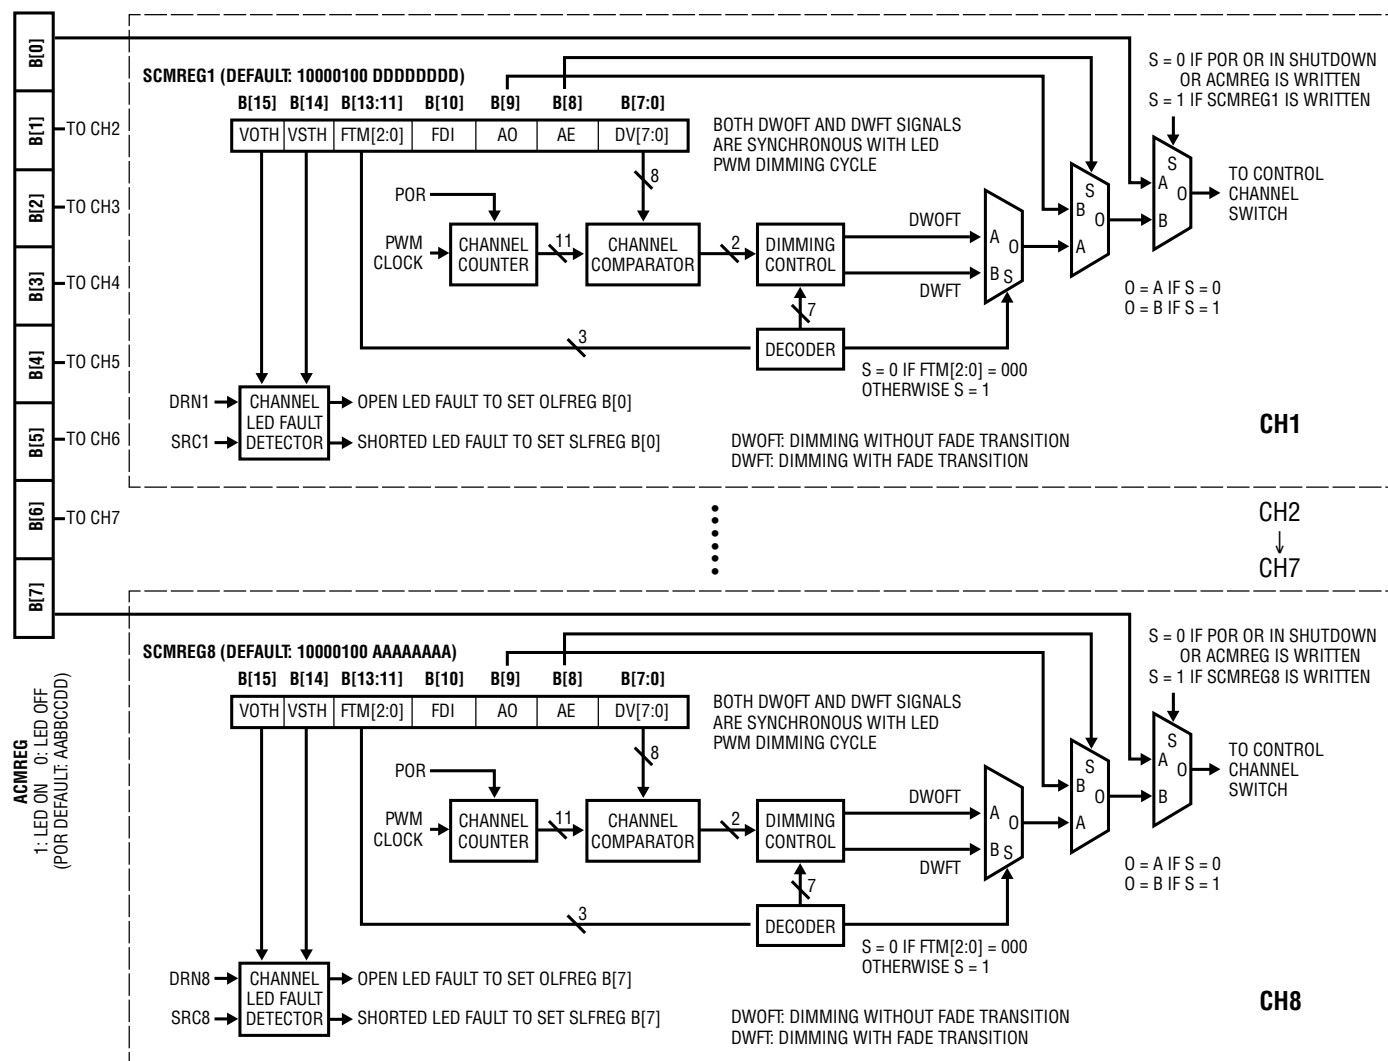 B[0]
B[1]
B[2]
B[3]
B[4]
B[5]
B[6]
B[7]
TO CH2
TO CH3
TO CH4
TO CH5
TO CH6
TO CH7
ACMREG
1: LED ON 0: LED OFF
(POR DEFAULT: AABBCCDD)
SCMREG1 (DEFAULT: 10000100 DDDDDDDD)
B[15] B[14] B[13:11] B[10] B[9] B[8] B[7:0]
VOTH VSTH FTM[2:0] FDI AO AE DV[7:0]
BOTH DWOFT AND DWFT SIGNALS
ARE SYNCHRONOUS WITH LED
PWM DIMMING CYCLE
S = 0 IF POR OR IN SHUTDOWN
OR ACMREG IS WRITTEN
S = 1 IF SCMREG1 IS WRITTEN
POR
PWM
CLOCK
CHANNEL
COUNTER
11
8
CHANNEL
COMPARATOR
2
DIMMING
CONTROL
DWOFT
DWFT
A
O
B S
S
B
O
A
S
A
O
B
TO CONTROL
CHANNEL
SWITCH
O = A IF S = 0
O = B IF S = 1
3
7
DECODER
S = 0 IF FTM[2:0] = 000
OTHERWISE S = 1
DRN1
SRC1
CHANNEL
LED FAULT
DETECTOR
OPEN LED FAULT TO SET OLFREG B[0]
SHORTED LED FAULT TO SET SLFREG B[0]
DWOFT: DIMMING WITHOUT FADE TRANSITION
DWFT: DIMMING WITH FADE TRANSITION
CH1
CH2
CH7
SCMREG8 (DEFAULT: 10000100 AAAAAAAA)
B[15] B[14] B[13:11] B[10] B[9] B[8] B[7:0]
VOTH VSTH FTM[2:0] FDI AO AE DV[7:0]
BOTH DWOFT AND DWFT SIGNALS
ARE SYNCHRONOUS WITH LED
PWM DIMMING CYCLE
S = 0 IF POR OR IN SHUTDOWN
OR ACMREG IS WRITTEN
S = 1 IF SCMREG8 IS WRITTEN
POR
PWM
CLOCK
CHANNEL
COUNTER
11
8
CHANNEL
COMPARATOR
2
DIMMING
CONTROL
DWOFT
DWFT
A
O
B S
S
B
O
A
S
A
O
B
TO CONTROL
CHANNEL
SWITCH
O = A IF S = 0
O = B IF S = 1
3
7
DECODER
S = 0 IF FTM[2:0] = 000
OTHERWISE S = 1
DRN8
SRC8
CHANNEL
LED FAULT
DETECTOR
OPEN LED FAULT TO SET OLFREG B[7]
SHORTED LED FAULT TO SET SLFREG B[7]
DWOFT: DIMMING WITHOUT FADE TRANSITION
DWFT: DIMMING WITH FADE TRANSITION
CH8